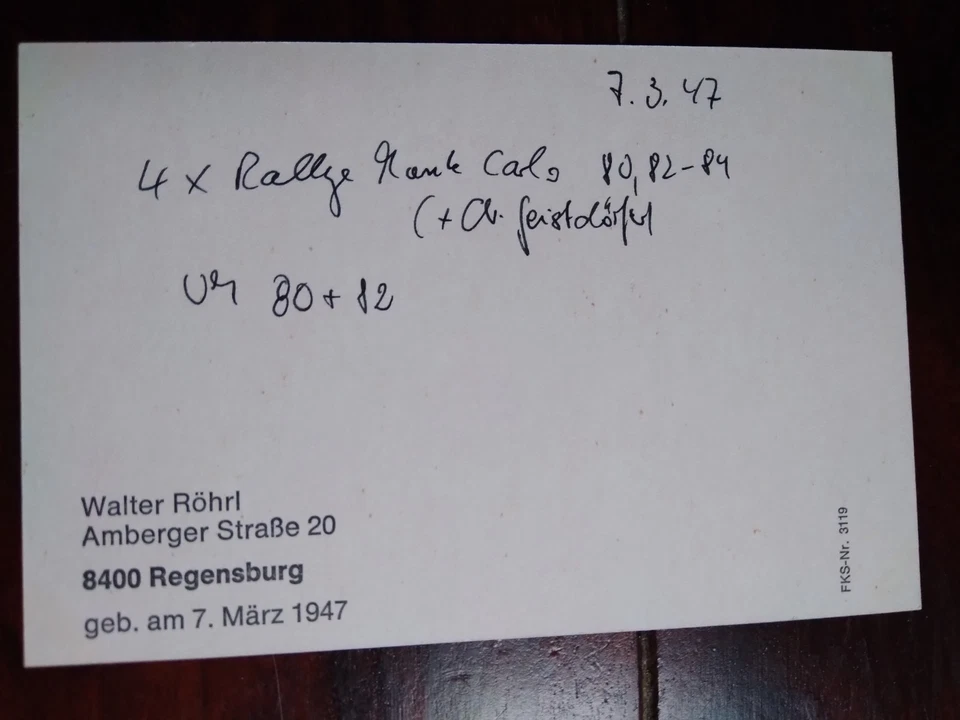 7.3.47
4 x Rallye Monte Carlo 80, 82-84
(+ Ch. Geistdörfer
WM 80 + 82
Walter Röhrl
Amberger Straße 20
8400 Regensburg
geb. am 7. März 1947
FKS-Nr. 3119